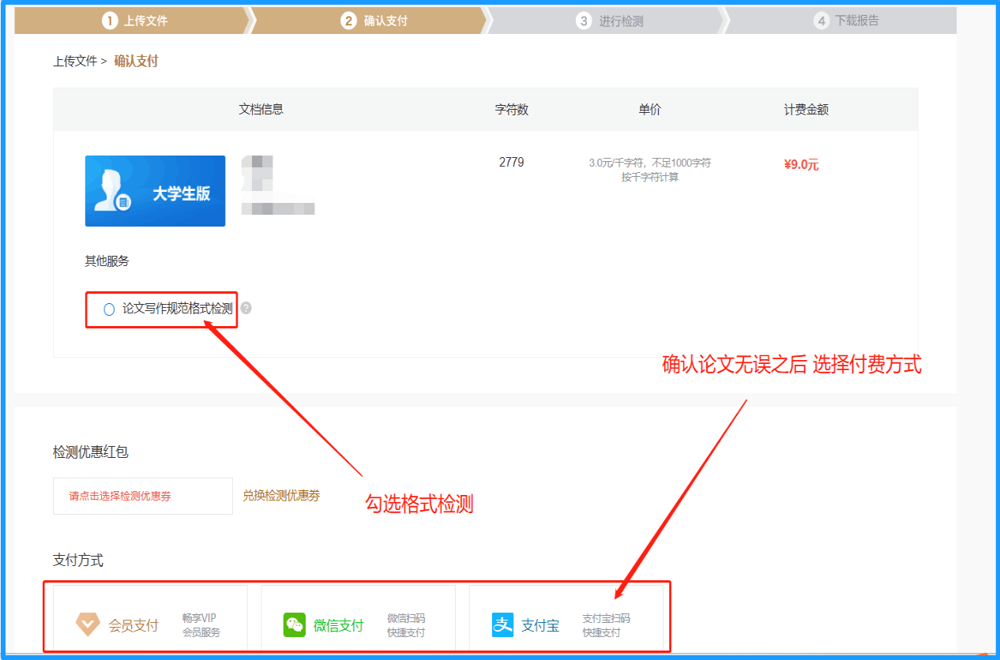 1 上传文件
2 确认支付
3 进行检测
4 下载报告
上传文件 > 确认支付
文档信息 字符数 单价 计费金额
大学生版
2779
3.0元/千字符，不足1000字符
按千字符计算
¥9.0元
其他服务
论文写作规范格式检测 ?
确认论文无误之后 选择付费方式
检测优惠红包
请点击选择检测优惠券
兑换检测优惠券
勾选格式检测
支付方式
会员支付
畅享VIP
会员服务
微信支付
微信扫码
快捷支付
支付宝
支付宝扫码
快捷支付